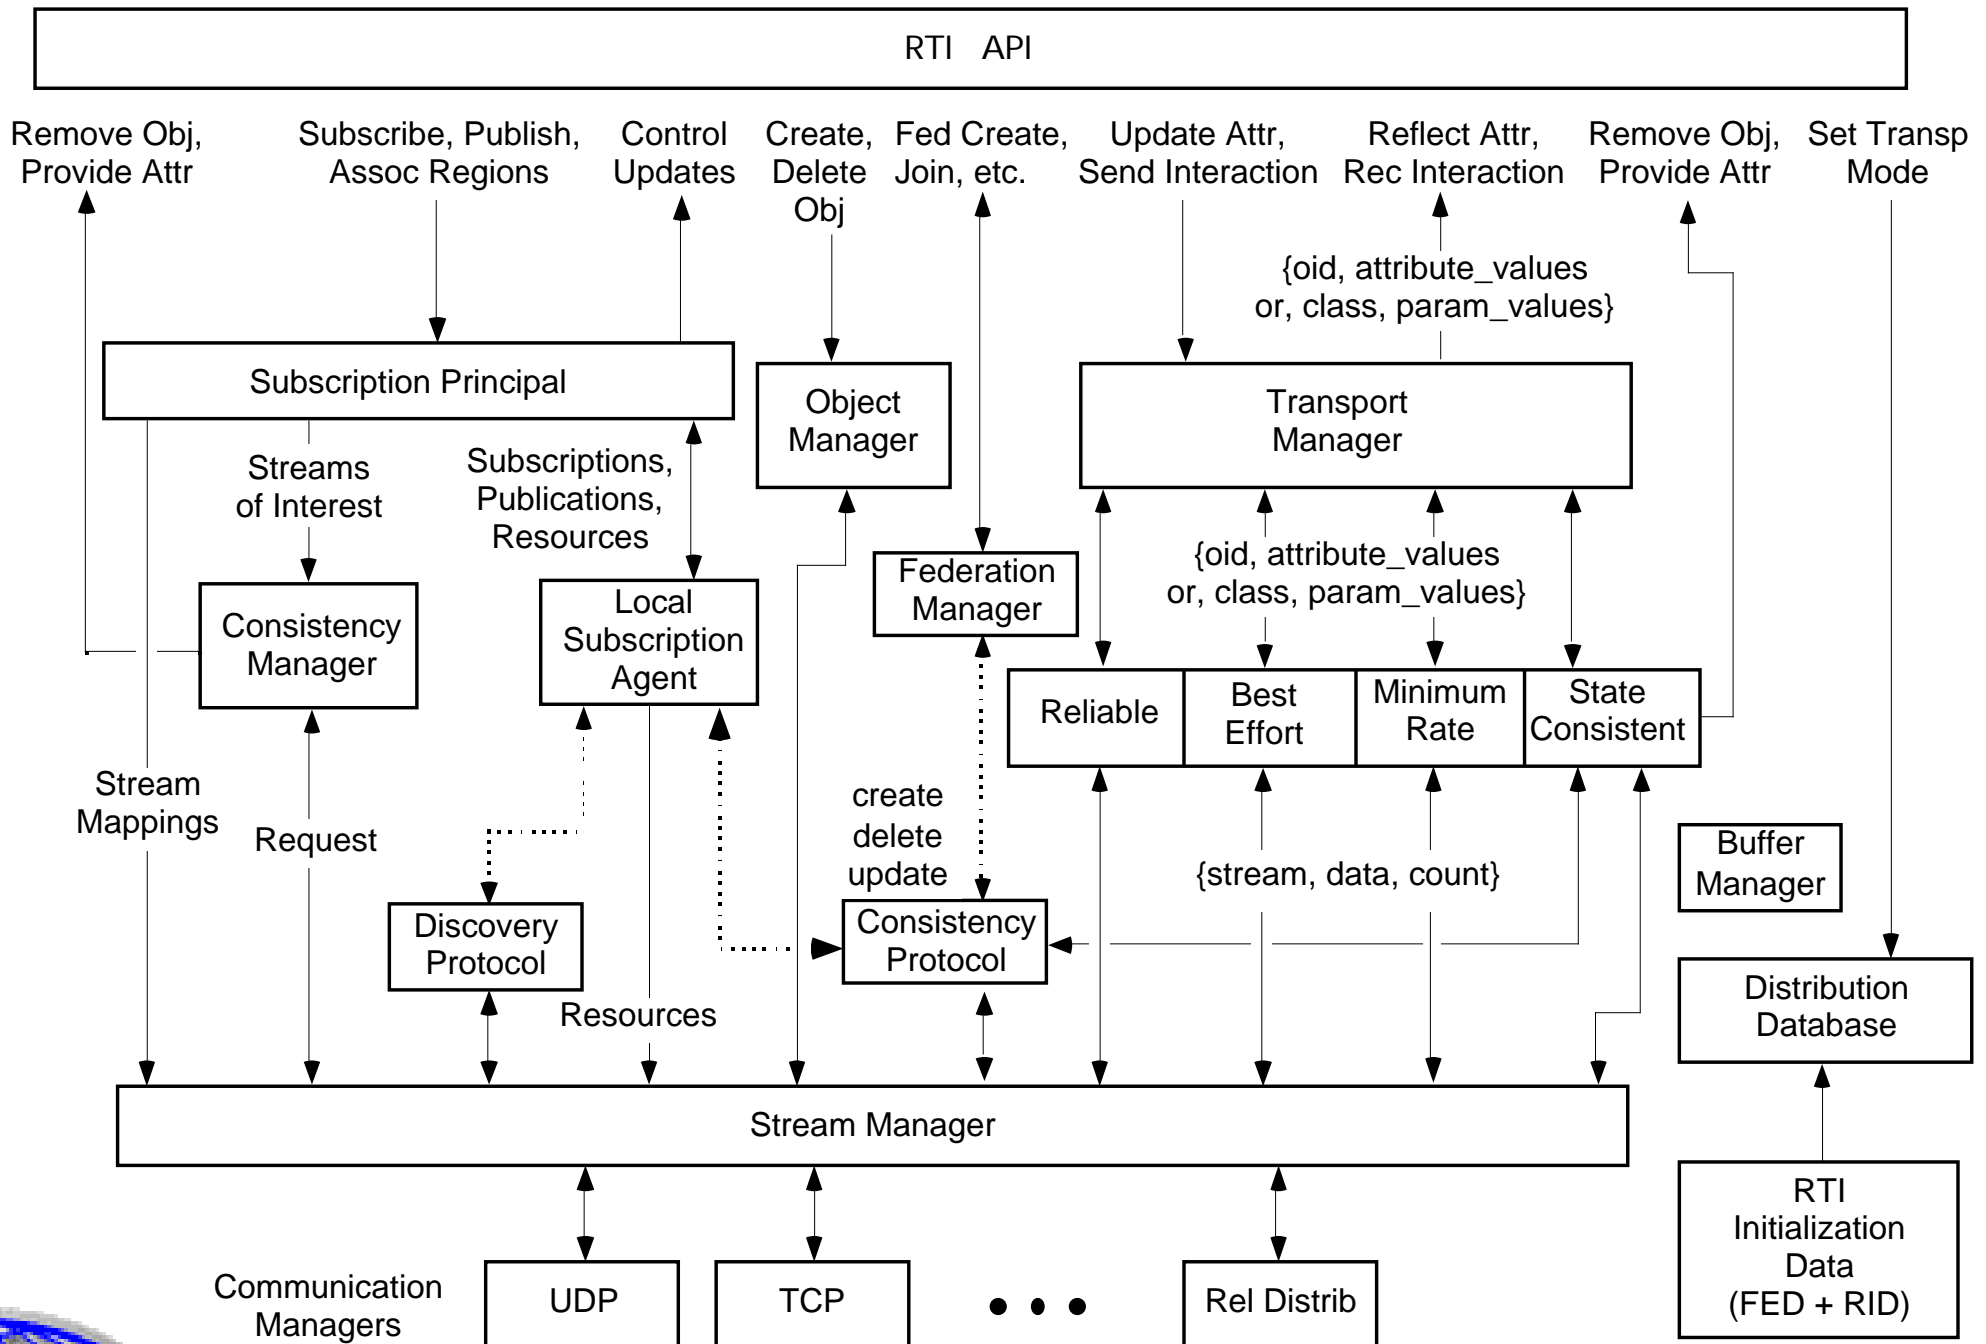 RTI API
Remove Obj,
Provide Attr
Subscribe, Publish,
Assoc Regions
Control
Updates
Create,
Delete
Obj
Fed Create,
Join, etc.
Update Attr,
Send Interaction
Reflect Attr,
Rec Interaction
Remove Obj,
Provide Attr
Set Transp
Mode
{oid, attribute_values
or, class, param_values}
Subscription Principal
Object
Manager
Transport
Manager
Streams
of Interest
Subscriptions,
Publications,
Resources
{oid, attribute_values
or, class, param_values}
Federation
Manager
Consistency
Manager
Local
Subscription
Agent
Reliable
Best
Effort
Minimum
Rate
State
Consistent
Stream
Mappings
Request
create
delete
update
{stream, data, count}
Buffer
Manager
Discovery
Protocol
Consistency
Protocol
Resources
Distribution
Database
Stream Manager
RTI
Initialization
Data
(FED + RID)
Communication
Managers
UDP
TCP
• • •
Rel Distrib